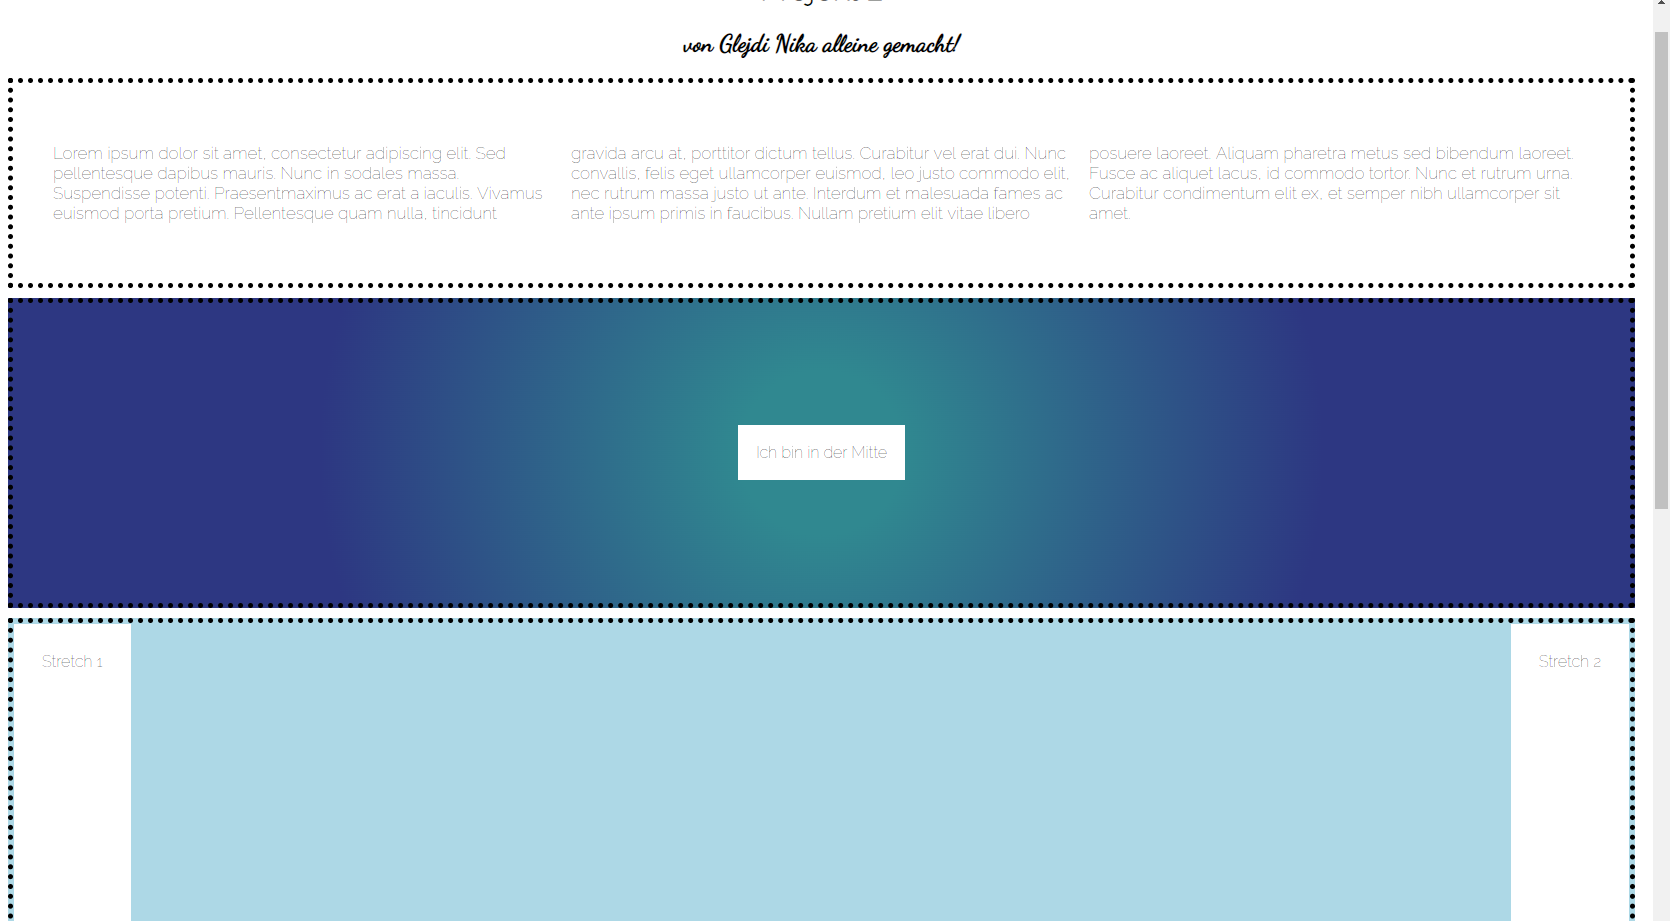 von Glejdi Nika alleine gemacht!
Lorem ipsum dolor sit amet, consectetur adipiscing elit. Sed
pellentesque dapibus mauris. Nunc in sodales massa.
Suspendisse potenti. Praesentmaximus ac erat a iaculis. Vivamus
euismod porta pretium. Pellentesque quam nulla, tincidunt
gravida arcu at, porttitor dictum tellus. Curabitur vel erat dui. Nunc
convallis, felis eget ullamcorper euismod, leo justo commodo elit,
nec rutrum massa justo ut ante. Interdum et malesuada fames ac
ante ipsum primis in faucibus. Nullam pretium elit vitae libero
posuere laoreet. Aliquam pharetra metus sed bibendum laoreet.
Fusce ac aliquet lacus, id commodo tortor. Nunc et rutrum urna.
Curabitur condimentum elit ex, et semper nibh ullamcorper sit
amet.
Ich bin in der Mitte
Stretch 1
Stretch 2